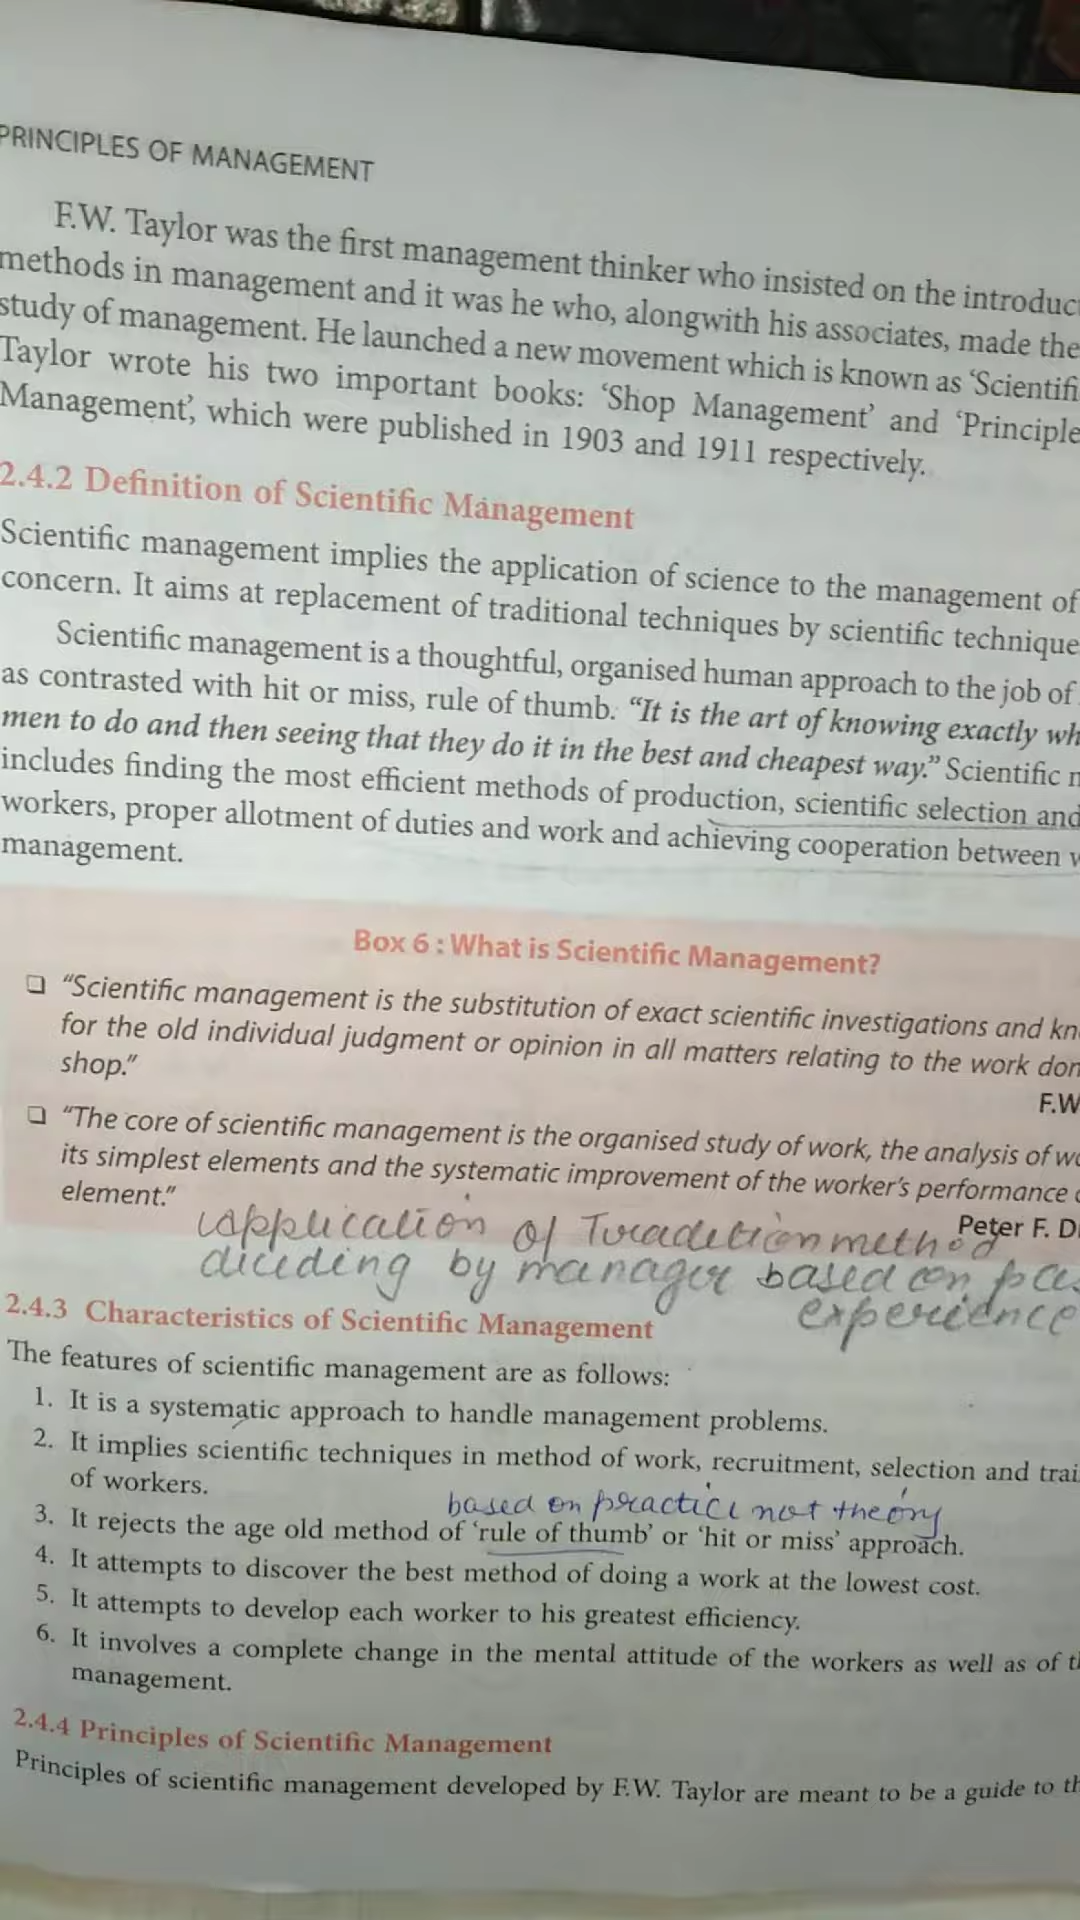 PRINCIPLES OF MANAGEMENT
F.W. Taylor was the first management thinker who insisted on the
methods in management and it was he who, alongwith his associates, made the
study of management. He launched a new movement which is known as
Taylor wrote his two important books: ‘Shop Management’ and
Management’, which were published in 1903 and 1911 respectively.
2.4.2 Definition of Scientific Management
Scientific management implies the application of science to the management of
concern. It aims at replacement of traditional techniques by scientific
Scientific management is a thoughtful, organised human approach to the job of
as contrasted with hit or miss, rule of thumb. “It is the art of knowing exactly
men to do and then seeing that they do it in the best and cheapest way.” Scientific
includes finding the most efficient methods of production, scientific selection and
workers, proper allotment of duties and work and achieving cooperation between
management.
Box 6 : What is Scientific Management?
❑ “Scientific management is the substitution of exact scientific investigations and
for the old individual judgment or opinion in all matters relating to the work
shop.”
F.W
❑ “The core of scientific management is the organised study of work, the analysis of
its simplest elements and the systematic improvement of the worker’s performance
element.”
Peter F.
application of Tradition method
diciding by manager based on
experience
2.4.3 Characteristics of Scientific Management
The features of scientific management are as follows:
1. It is a systematic approach to handle management problems.
2. It implies scientific techniques in method of work, recruitment, selection and
of workers.
based on practice not theory
3. It rejects the age old method of ‘rule of thumb’ or ‘hit or miss’ approach.
4. It attempts to discover the best method of doing a work at the lowest cost.
5. It attempts to develop each worker to his greatest efficiency.
6. It involves a complete change in the mental attitude of the workers as well as of
management.
2.4.4 Principles of Scientific Management
Principles of scientific management developed by F.W. Taylor are meant to be a guide to